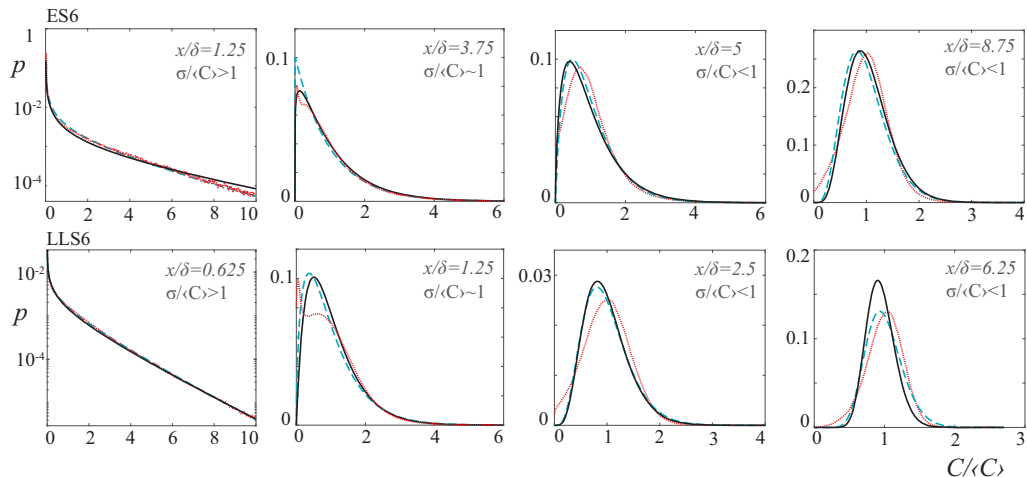 ES6
p
1
10⁻²
10⁻⁴
0 2 4 6 8 10
x/δ=1.25
σ/‹C›>1
0.1
0
0 2 4 6
x/δ=3.75
σ/‹C›~1
0.1
0
0 2 4 6
x/δ=5
σ/‹C›<1
0.2
0.1
0
0 1 2 3 4
x/δ=8.75
σ/‹C›<1
LLS6
p
10⁻²
10⁻⁴
0 2 4 6 8 10
x/δ=0.625
σ/‹C›>1
0.1
0
0 2 4 6
x/δ=1.25
σ/‹C›~1
0.03
0
0 1 2 3 4
x/δ=2.5
σ/‹C›<1
0.2
0.1
0
0 1 2 3
x/δ=6.25
σ/‹C›<1
C/‹C›